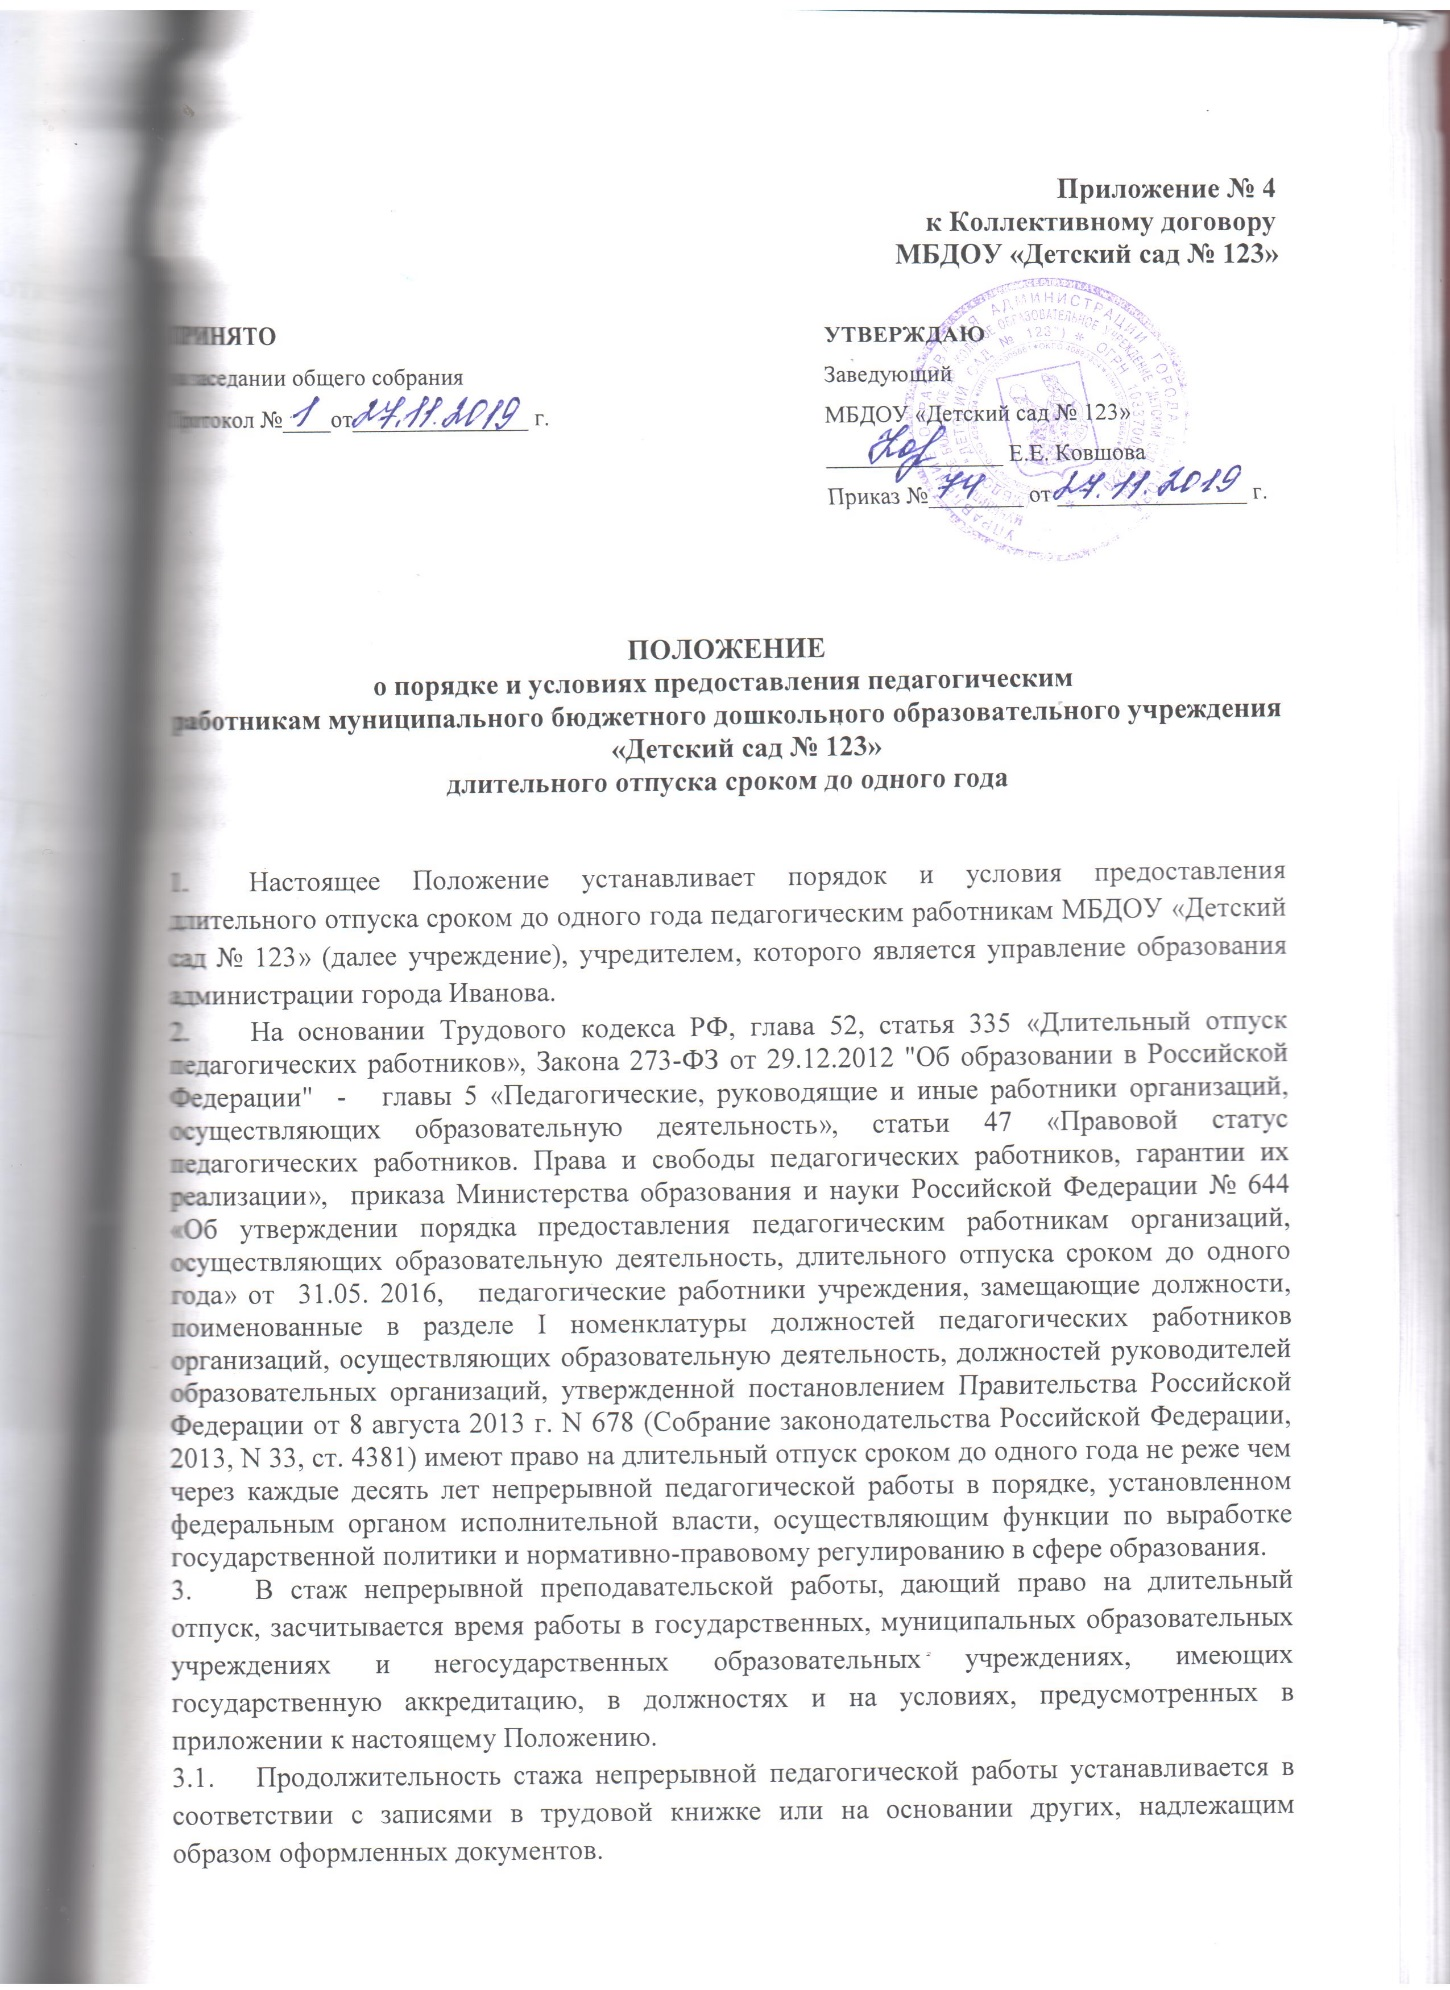 Приложение № 4
к Коллективному договору
МБДОУ «Детский сад № 123»
ПРИНЯТО
на заседании общего собрания
Протокол № 1 от 27.11.2019 г.
УТВЕРЖДАЮ
Заведующий
МБДОУ «Детский сад № 123»
Е.Е. Ковшова
Приказ № 74 от 27.11.2019 г.
ПОЛОЖЕНИЕ
о порядке и условиях предоставления педагогическим
работникам муниципального бюджетного дошкольного образовательного учреждения
«Детский сад № 123»
длительного отпуска сроком до одного года
1. Настоящее Положение устанавливает порядок и условия предоставления
длительного отпуска сроком до одного года педагогическим работникам МБДОУ «Детский
сад № 123» (далее учреждение), учредителем, которого является управление образования
администрации города Иванова.
2. На основании Трудового кодекса РФ, глава 52, статья 335 «Длительный отпуск
педагогических работников», Закона 273-ФЗ от 29.12.2012 "Об образовании в Российской
Федерации" - главы 5 «Педагогические, руководящие и иные работники организаций,
осуществляющих образовательную деятельность», статьи 47 «Правовой статус
педагогических работников. Права и свободы педагогических работников, гарантии их
реализации», приказа Министерства образования и науки Российской Федерации № 644
«Об утверждении порядка предоставления педагогическим работникам организаций,
осуществляющих образовательную деятельность, длительного отпуска сроком до одного
года» от 31.05. 2016, педагогические работники учреждения, замещающие должности,
поименованные в разделе I номенклатуры должностей педагогических работников
организаций, осуществляющих образовательную деятельность, должностей руководителей
образовательных организаций, утвержденной постановлением Правительства Российской
Федерации от 8 августа 2013 г. N 678 (Собрание законодательства Российской Федерации,
2013, N 33, ст. 4381) имеют право на длительный отпуск сроком до одного года не реже чем
через каждые десять лет непрерывной педагогической работы в порядке, установленном
федеральным органом исполнительной власти, осуществляющим функции по выработке
государственной политики и нормативно-правовому регулированию в сфере образования.
3. В стаж непрерывной преподавательской работы, дающий право на длительный
отпуск, засчитывается время работы в государственных, муниципальных образовательных
учреждениях и негосударственных образовательных учреждениях, имеющих
государственную аккредитацию, в должностях и на условиях, предусмотренных в
приложении к настоящему Положению.
3.1. Продолжительность стажа непрерывной педагогической работы устанавливается в
соответствии с записями в трудовой книжке или на основании других, надлежащим
образом оформленных документов.